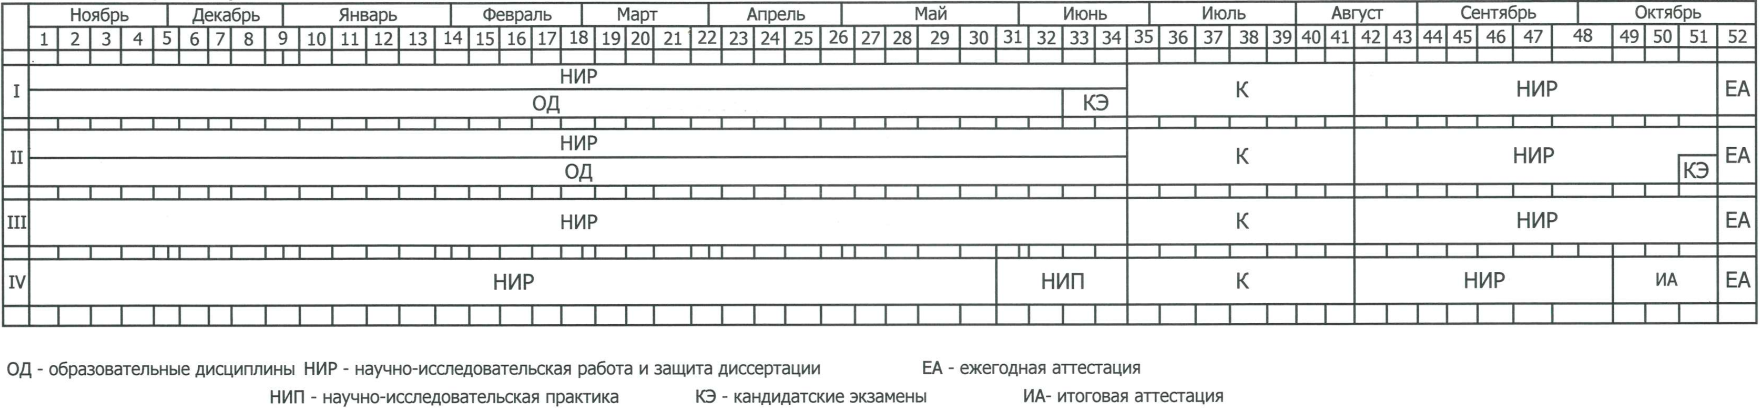 Ноябрь Декабрь Январь Февраль Март Апрель Май Июнь Июль Август Сентябрь Октябрь
1 2 3 4 5 6 7 8 9 10 11 12 13 14 15 16 17 18 19 20 21 22 23 24 25 26 27 28 29 30 31 32 33 34 35 36 37 38 39 40 41 42 43 44 45 46 47 48 49 50 51 52
I НИР К НИР ЕА
ОД КЭ
II НИР К НИР ЕА
ОД КЭ
III НИР К НИР ЕА
IV НИР НИП К НИР ИА ЕА
ОД - образовательные дисциплины НИР - научно-исследовательская работа и защита диссертации ЕА - ежегодная аттестация
НИП - научно-исследовательская практика КЭ - кандидатские экзамены ИА- итоговая аттестация